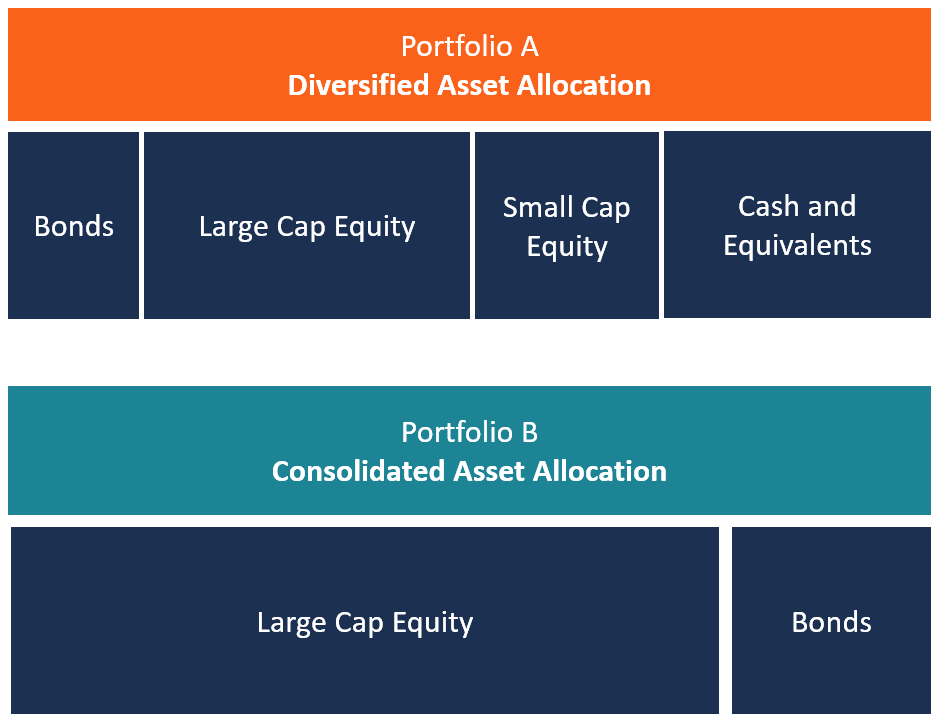 Portfolio A
Diversified Asset Allocation
Bonds
Large Cap Equity
Small Cap
Equity
Cash and
Equivalents
Portfolio B
Consolidated Asset Allocation
Large Cap Equity
Bonds